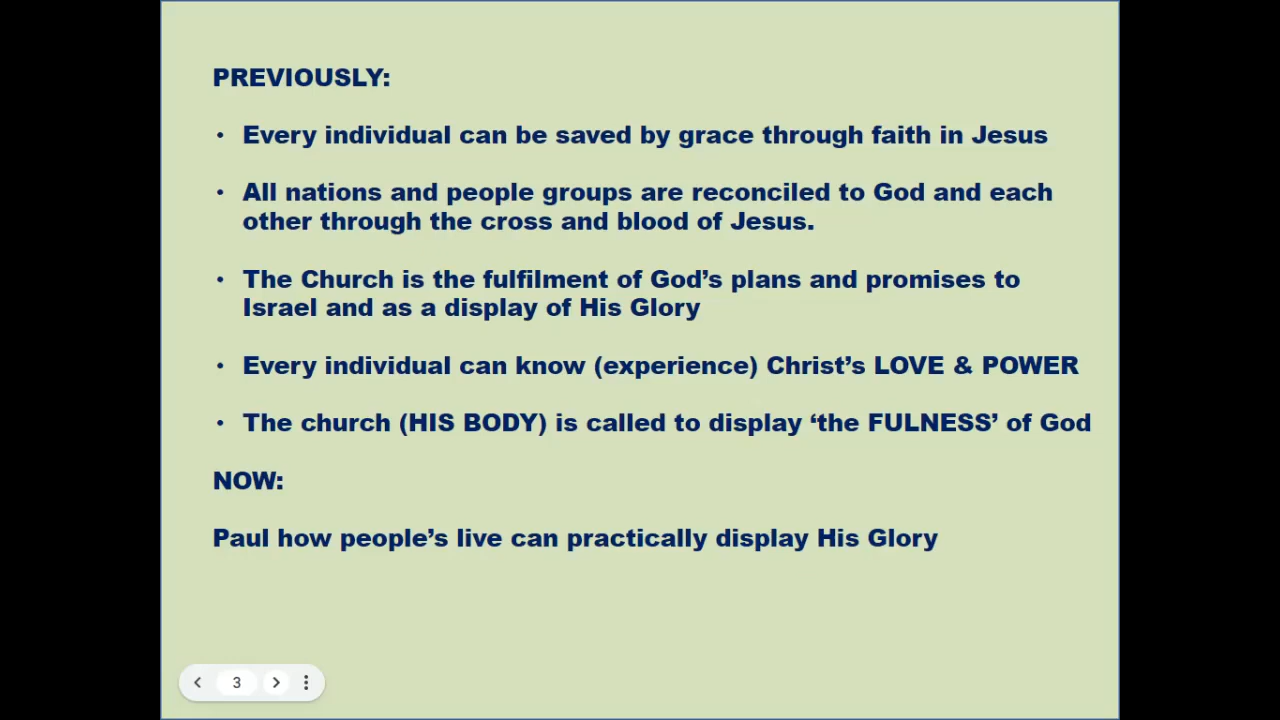 PREVIOUSLY:
• Every individual can be saved by grace through faith in Jesus
• All nations and people groups are reconciled to God and each
other through the cross and blood of Jesus.
• The Church is the fulfilment of God’s plans and promises to
Israel and as a display of His Glory
• Every individual can know (experience) Christ’s LOVE & POWER
• The church (HIS BODY) is called to display ‘the FULNESS’ of God
NOW:
Paul how people’s live can practically display His Glory
3